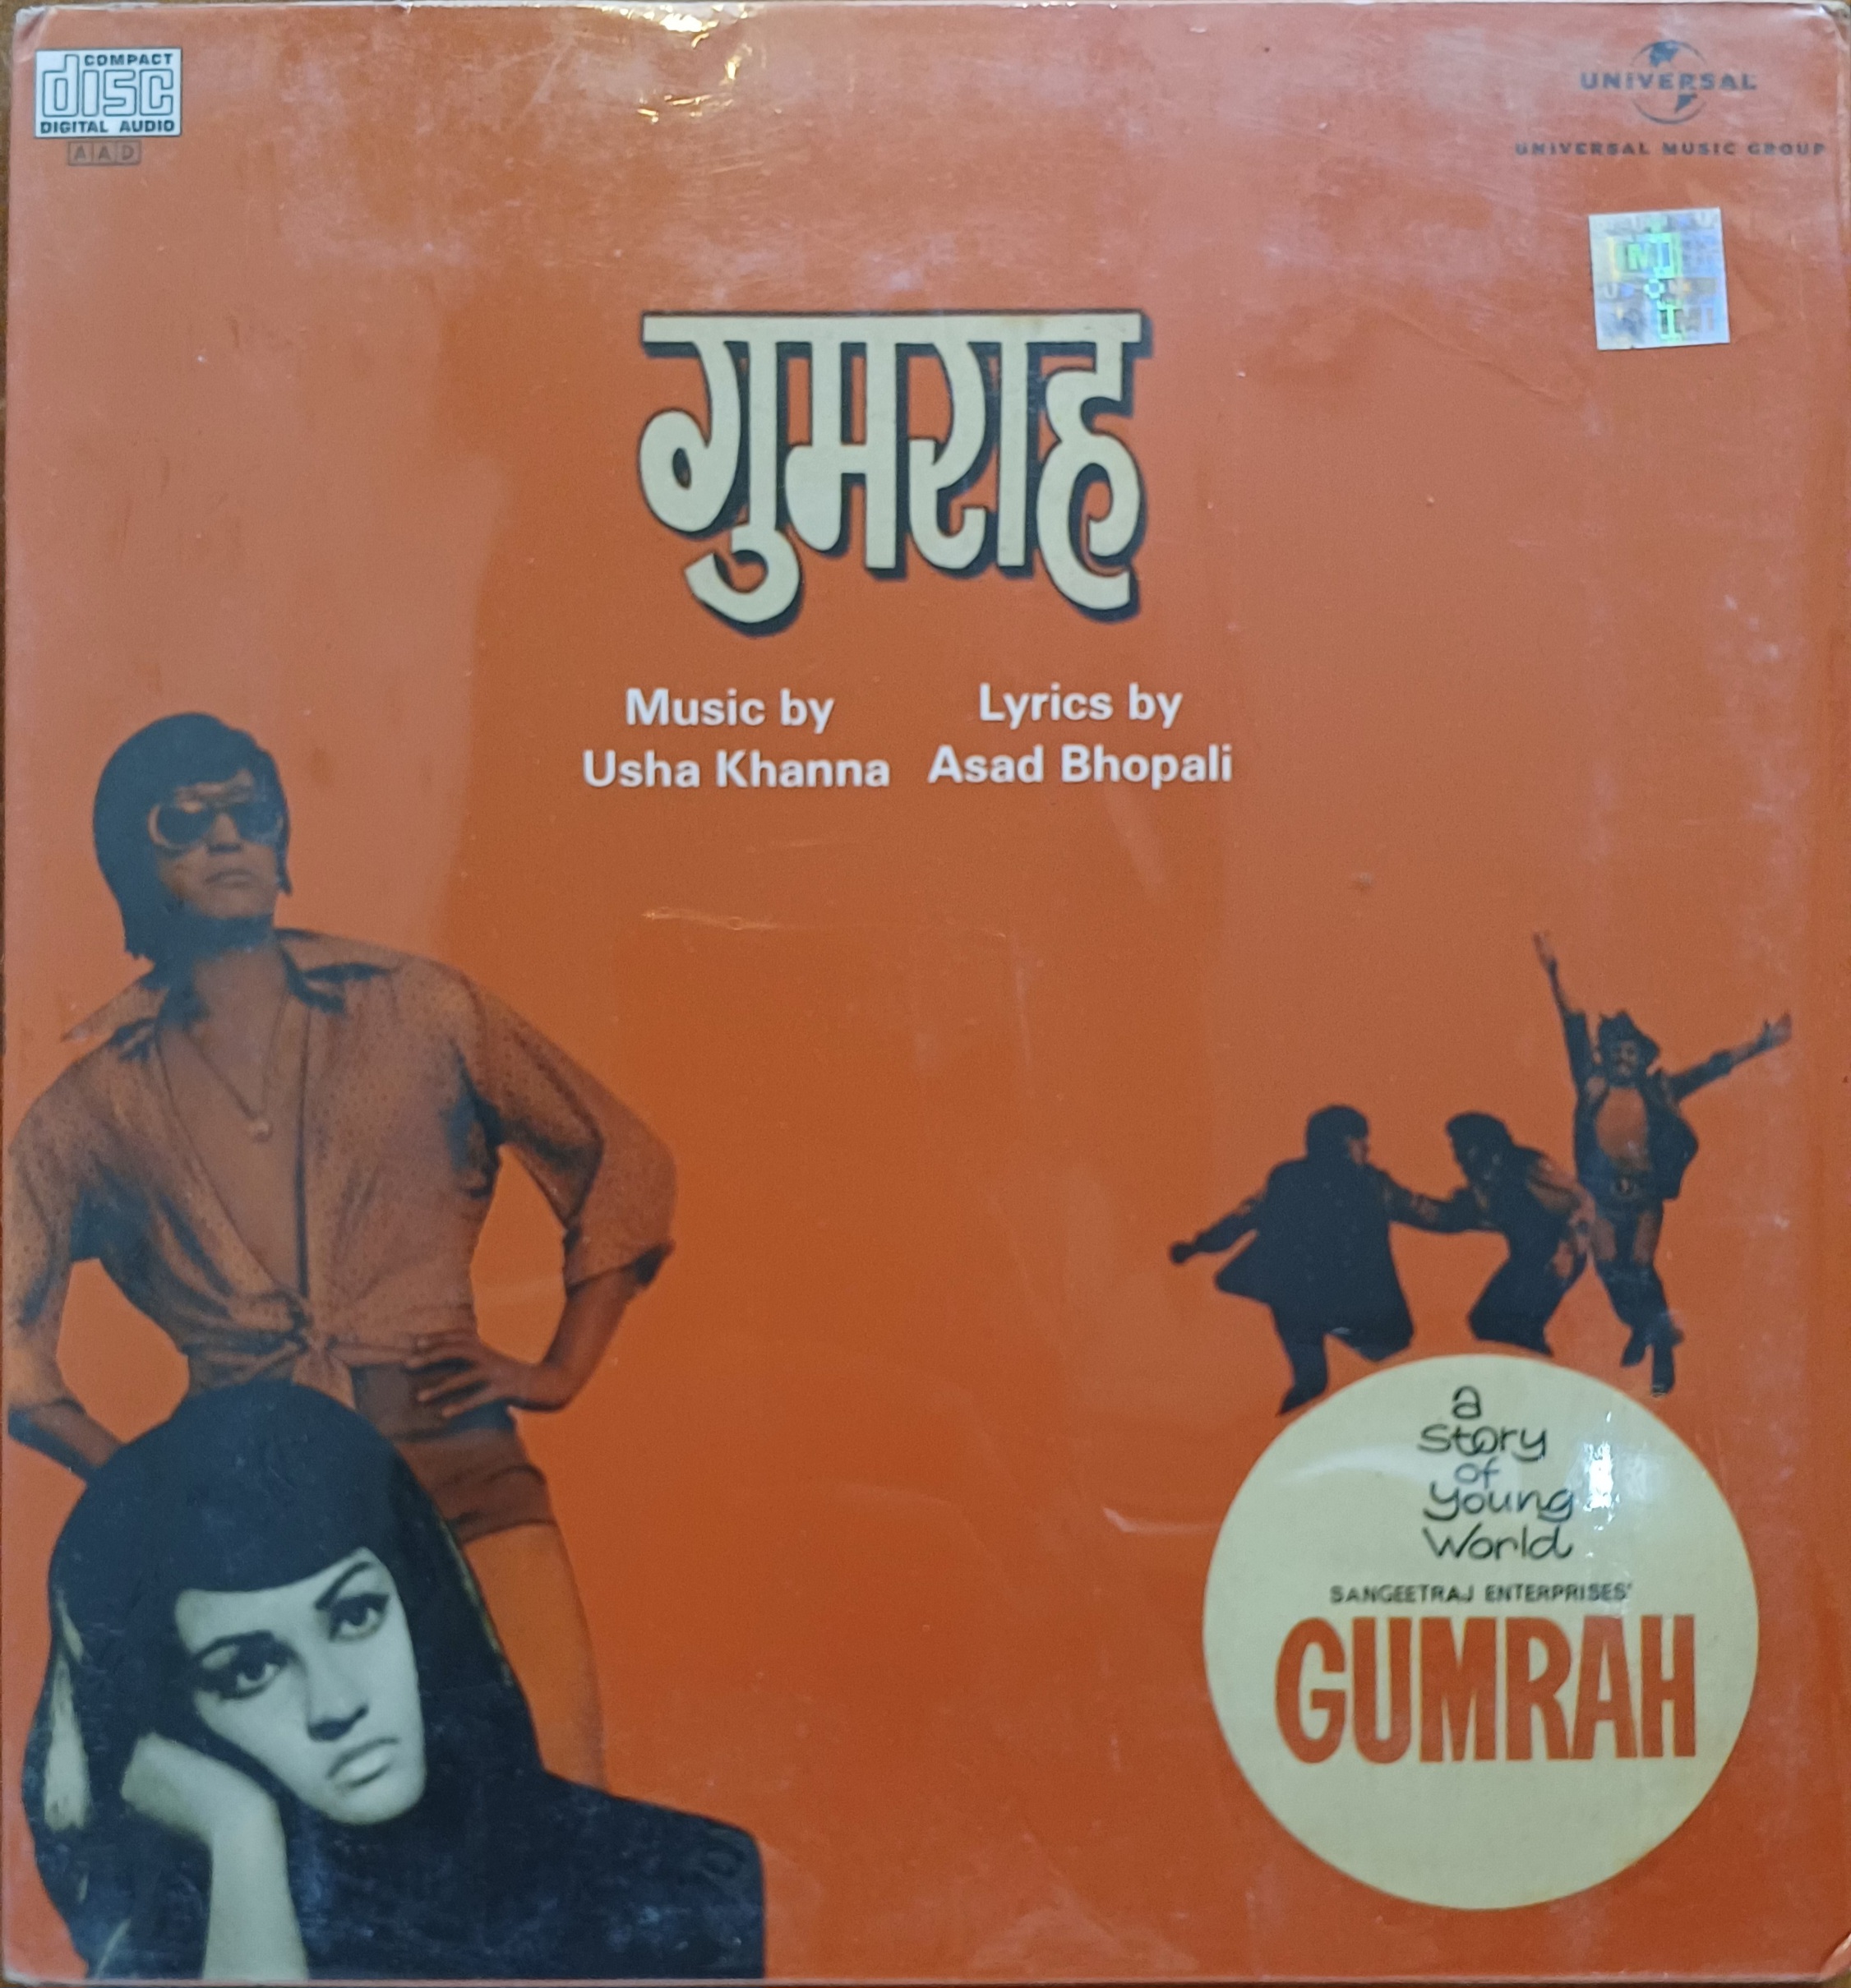 COMPACT
disc
DIGITAL AUDIO
AAD
UNIVERSAL
UNIVERSAL MUSIC GROUP
गुमराह
Music by
Usha Khanna
Lyrics by
Asad Bhopali
a
Story
of
Young
World
SANGEETRAJ ENTERPRISES'
GUMRAH